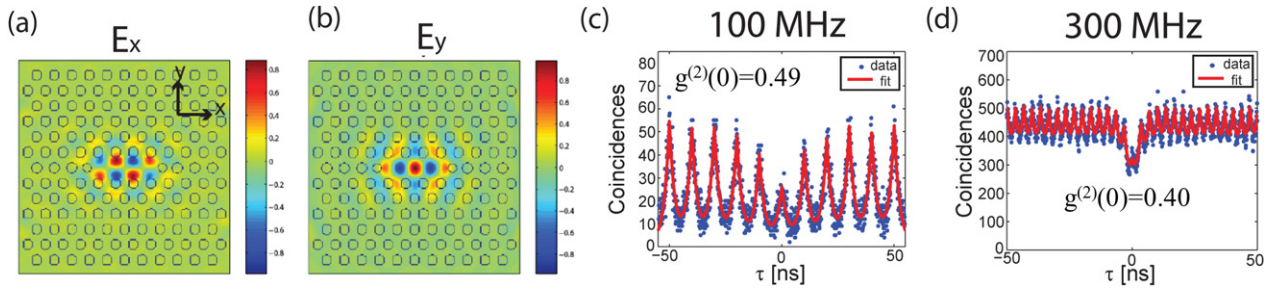 (a)
Ex
y
x
0.8
0.6
0.4
0.2
0
-0.2
-0.4
-0.6
-0.8
(b)
Ey
0.8
0.6
0.4
0.2
0
-0.2
-0.4
-0.6
-0.8
(c)
100 MHz
g(2)(0)=0.49
data
fit
Coincidences
80
70
60
50
40
30
20
10
0
−50
0
50
τ [ns]
(d)
300 MHz
data
fit
g(2)(0)=0.40
Coincidences
700
600
500
400
300
200
100
0
−50
0
50
τ [ns]